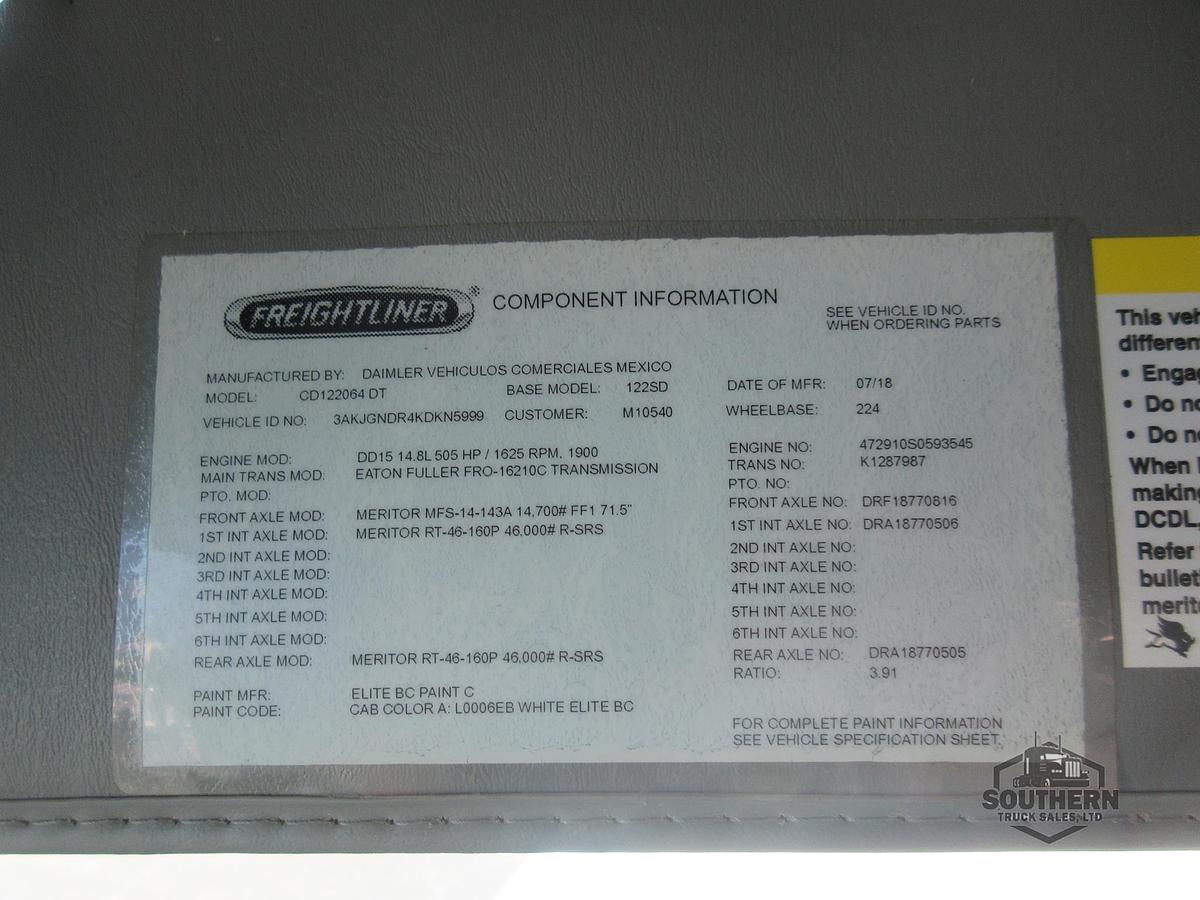 FREIGHTLINER® COMPONENT INFORMATION
SEE VEHICLE ID NO.
WHEN ORDERING PARTS
MANUFACTURED BY: DAIMLER VEHICULOS COMERCIALES MEXICO
MODEL: CD122064 DT BASE MODEL: 122SD DATE OF MFR: 07/18
VEHICLE ID NO: 3AKJGNDR4KDKN5999 CUSTOMER: M10540 WHEELBASE: 224
ENGINE MOD: DD15 14.8L 505 HP / 1625 RPM, 1900 ENGINE NO: 472910S0593545
MAIN TRANS MOD: EATON FULLER FRO-16210C TRANSMISSION TRANS NO: K1287987
PTO. MOD: PTO. NO:
FRONT AXLE MOD: MERITOR MFS-14-143A 14,700# FF1 71.5" FRONT AXLE NO: DRF18770816
1ST INT AXLE MOD: MERITOR RT-46-160P 46,000# R-SRS 1ST INT AXLE NO: DRA18770506
2ND INT AXLE MOD: 2ND INT AXLE NO:
3RD INT AXLE MOD: 3RD INT AXLE NO:
4TH INT AXLE MOD: 4TH INT AXLE NO:
5TH INT AXLE MOD: 5TH INT AXLE NO:
6TH INT AXLE MOD: 6TH INT AXLE NO:
REAR AXLE MOD: MERITOR RT-46-160P 46,000# R-SRS REAR AXLE NO: DRA18770505
RATIO: 3.91
PAINT MFR: ELITE BC PAINT C
PAINT CODE: CAB COLOR A: L0006EB WHITE ELITE BC
FOR COMPLETE PAINT INFORMATION
SEE VEHICLE SPECIFICATION SHEET.
This
• 
• Do
• Do
When
DCDL,
Refer
SOUTHERN
TRUCK SALES, LTD